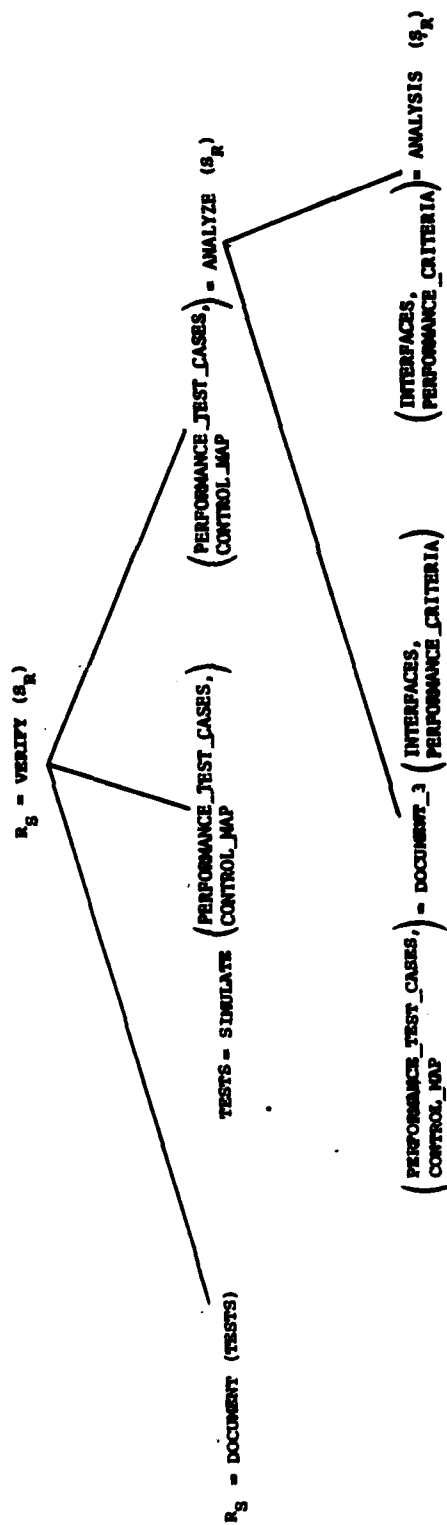 R_S = VERIFY (S_R)
R_S = DOCUMENT (TESTS)
TESTS = SIMULATE (PERFORMANCE_TEST_CASES,
CONTROL_MAP)
(PERFORMANCE_TEST_CASES,
CONTROL_MAP) = ANALYZE (S_R)
(PERFORMANCE_TEST_CASES,
CONTROL_MAP) = DOCUMENT_3 (INTERFACES,
PERFORMANCE_CRITERIA)
(INTERFACES,
PERFORMANCE_CRITERIA) = ANALYSIS (S_R)